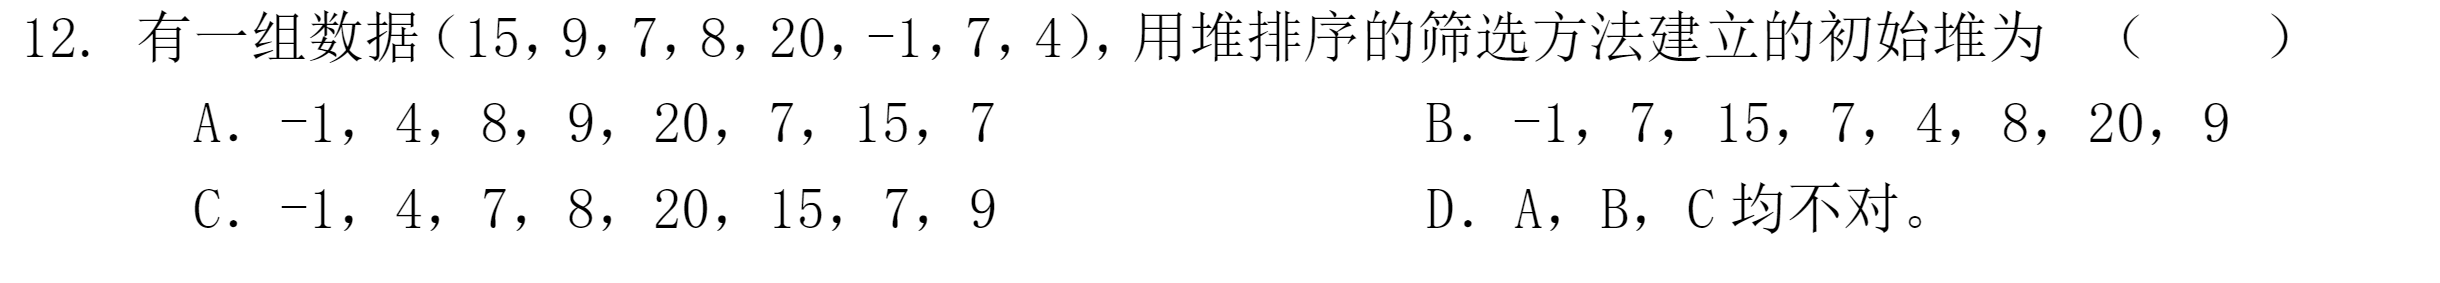 12. 有一组数据(15,9,7,8,20,-1,7,4),用堆排序的筛选方法建立的初始堆为 （ ）
A. -1, 4, 8, 9, 20, 7, 15, 7 B. -1, 7, 15, 7, 4, 8, 20, 9
C. -1, 4, 7, 8, 20, 15, 7, 9 D. A, B, C 均不对。